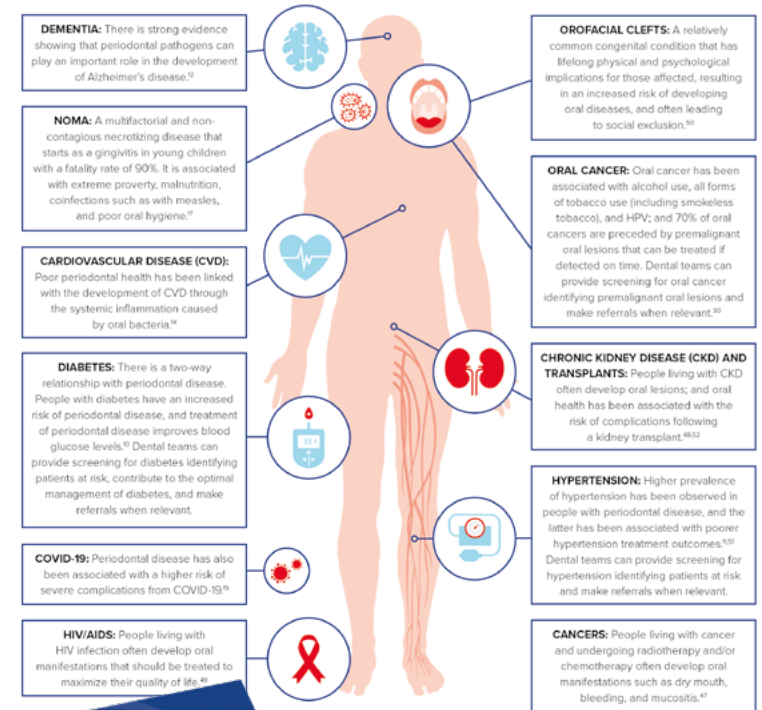 DEMENTIA: There is strong evidence
showing that periodontal pathogens can
play an important role in the development
of Alzheimer's disease.¹²
NOMA: A multifactorial and non-
contagious necrotizing disease that
starts as a gingivitis in young children
with a fatality rate of 90%. It is associated
with extreme proverty, malnutrition,
coinfections such as with measles,
and poor oral hygiene.¹⁷
CARDIOVASCULAR DISEASE (CVD):
Poor periodontal health has been linked
with the development of CVD through
the systemic inflammation caused
by oral bacteria.¹⁴
DIABETES: There is a two-way
relationship with periodontal disease.
People with diabetes have an increased
risk of periodontal disease, and treatment
of periodontal disease improves blood
glucose levels.¹⁰ Dental teams can
provide screening for diabetes identifying
patients at risk, contribute to the optimal
management of diabetes, and make
referrals when relevant.
COVID-19: Periodontal disease has also
been associated with a higher risk of
severe complications from COVID-19.¹⁵
HIV/AIDS: People living with
HIV infection often develop oral
manifestations that should be treated to
maximize their quality of life.⁴⁹
OROFACIAL CLEFTS: A relatively
common congenital condition that has
lifelong physical and psychological
implications for those affected, resulting
in an increased risk of developing
oral diseases, and often leading
to social exclusion.⁵⁰
ORAL CANCER: Oral cancer has been
associated with alcohol use, all forms
of tobacco use (including smokeless
tobacco), and HPV; and 70% of oral
cancers are preceded by premalignant
oral lesions that can be treated if
detected on time. Dental teams can
provide screening for oral cancer
identifying premalignant oral lesions and
make referrals when relevant.³⁰
CHRONIC KIDNEY DISEASE (CKD) AND
TRANSPLANTS: People living with CKD
often develop oral lesions; and oral
health has been associated with the
risk of complications following
a kidney transplant.⁴⁸,⁵²
HYPERTENSION: Higher prevalence
of hypertension has been observed in
people with periodontal disease, and the
latter has been associated with poorer
hypertension treatment outcomes.⁹,⁵¹
Dental teams can provide screening for
hypertension identifying patients at risk
and make referrals when relevant.
CANCERS: People living with cancer
and undergoing radiotherapy and/or
chemotherapy often develop oral
manifestations such as dry mouth,
bleeding, and mucositis.⁴⁷